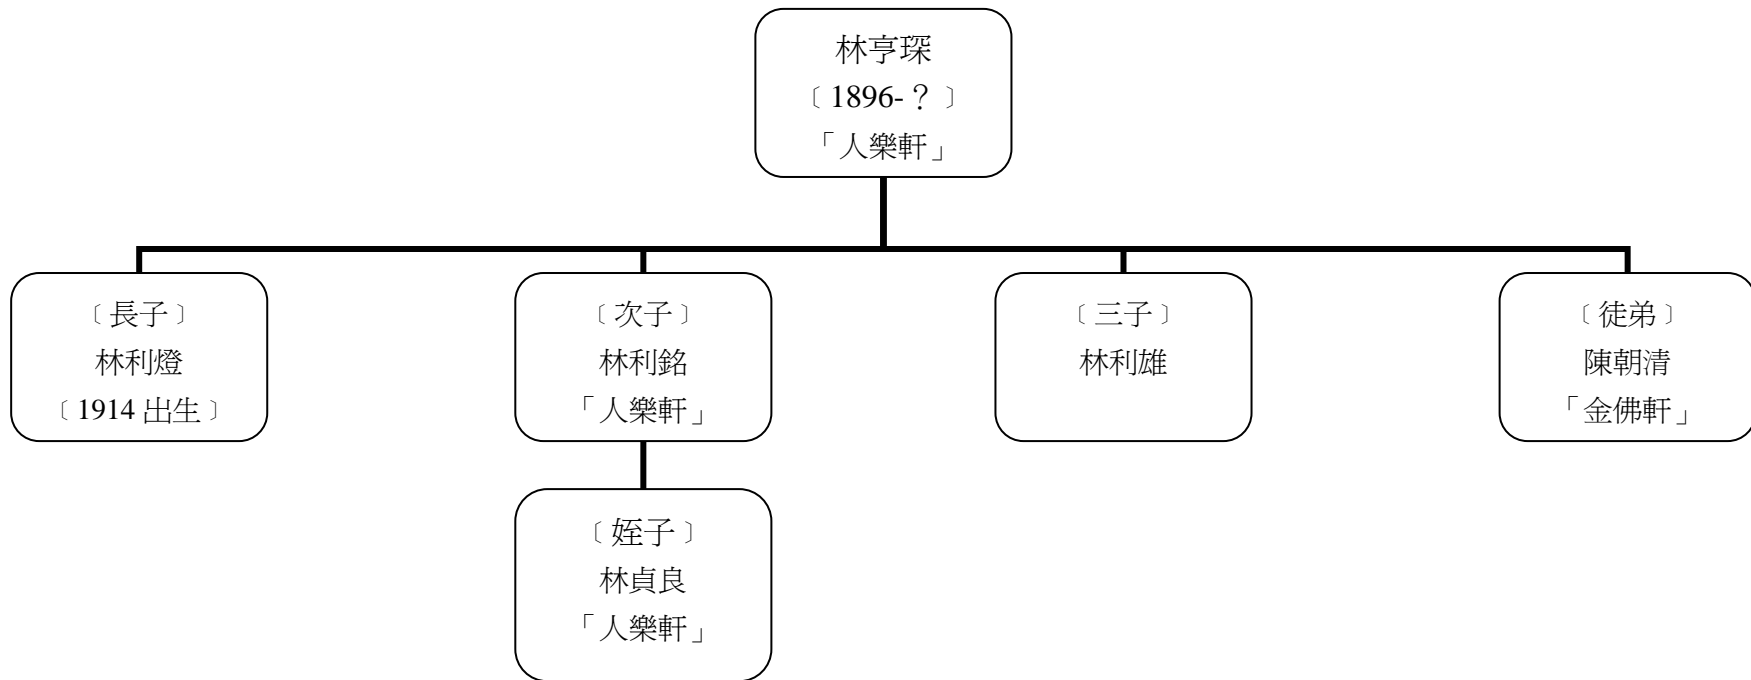 林亨琛
﹝1896-？﹞
「人樂軒」
﹝長子﹞
林利燈
﹝1914 出生﹞
﹝次子﹞
林利銘
「人樂軒」
﹝三子﹞
林利雄
﹝徒弟﹞
陳朝清
「金佛軒」
﹝姪子﹞
林貞良
「人樂軒」